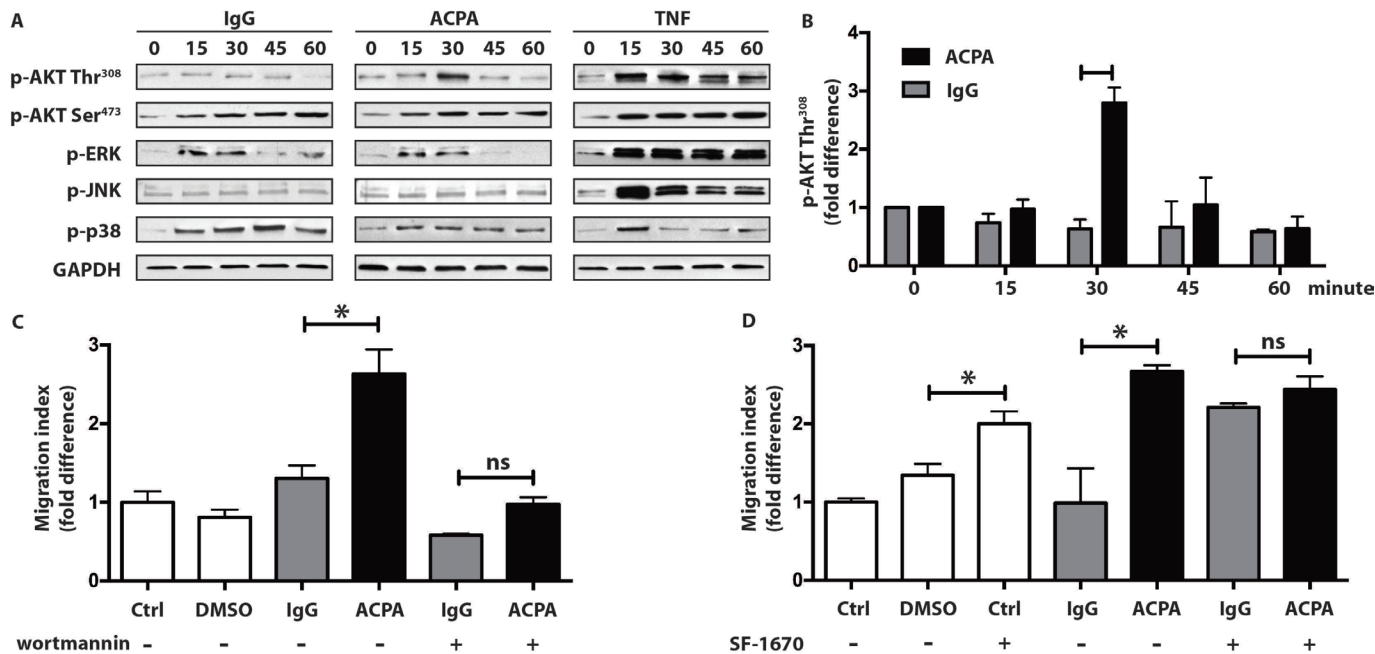 A IgG ACPA TNF
0 15 30 45 60 0 15 30 45 60 0 15 30 45 60
p-AKT Thr³⁰⁸
p-AKT Ser⁴⁷³
p-ERK
p-JNK
p-p38
GAPDH
B
p-AKT Thr³⁰⁸
(fold difference)
4
3
2
1
0
ACPA
IgG
0 15 30 45 60 minute
C
Migration index
(fold difference)
3
2
1
0
*
ns
Ctrl DMSO IgG ACPA IgG ACPA
wortmannin - - - - + +
D
Migration index
(fold difference)
3
2
1
0
*
*
ns
Ctrl DMSO Ctrl IgG ACPA IgG ACPA
SF-1670 - - + - - + +